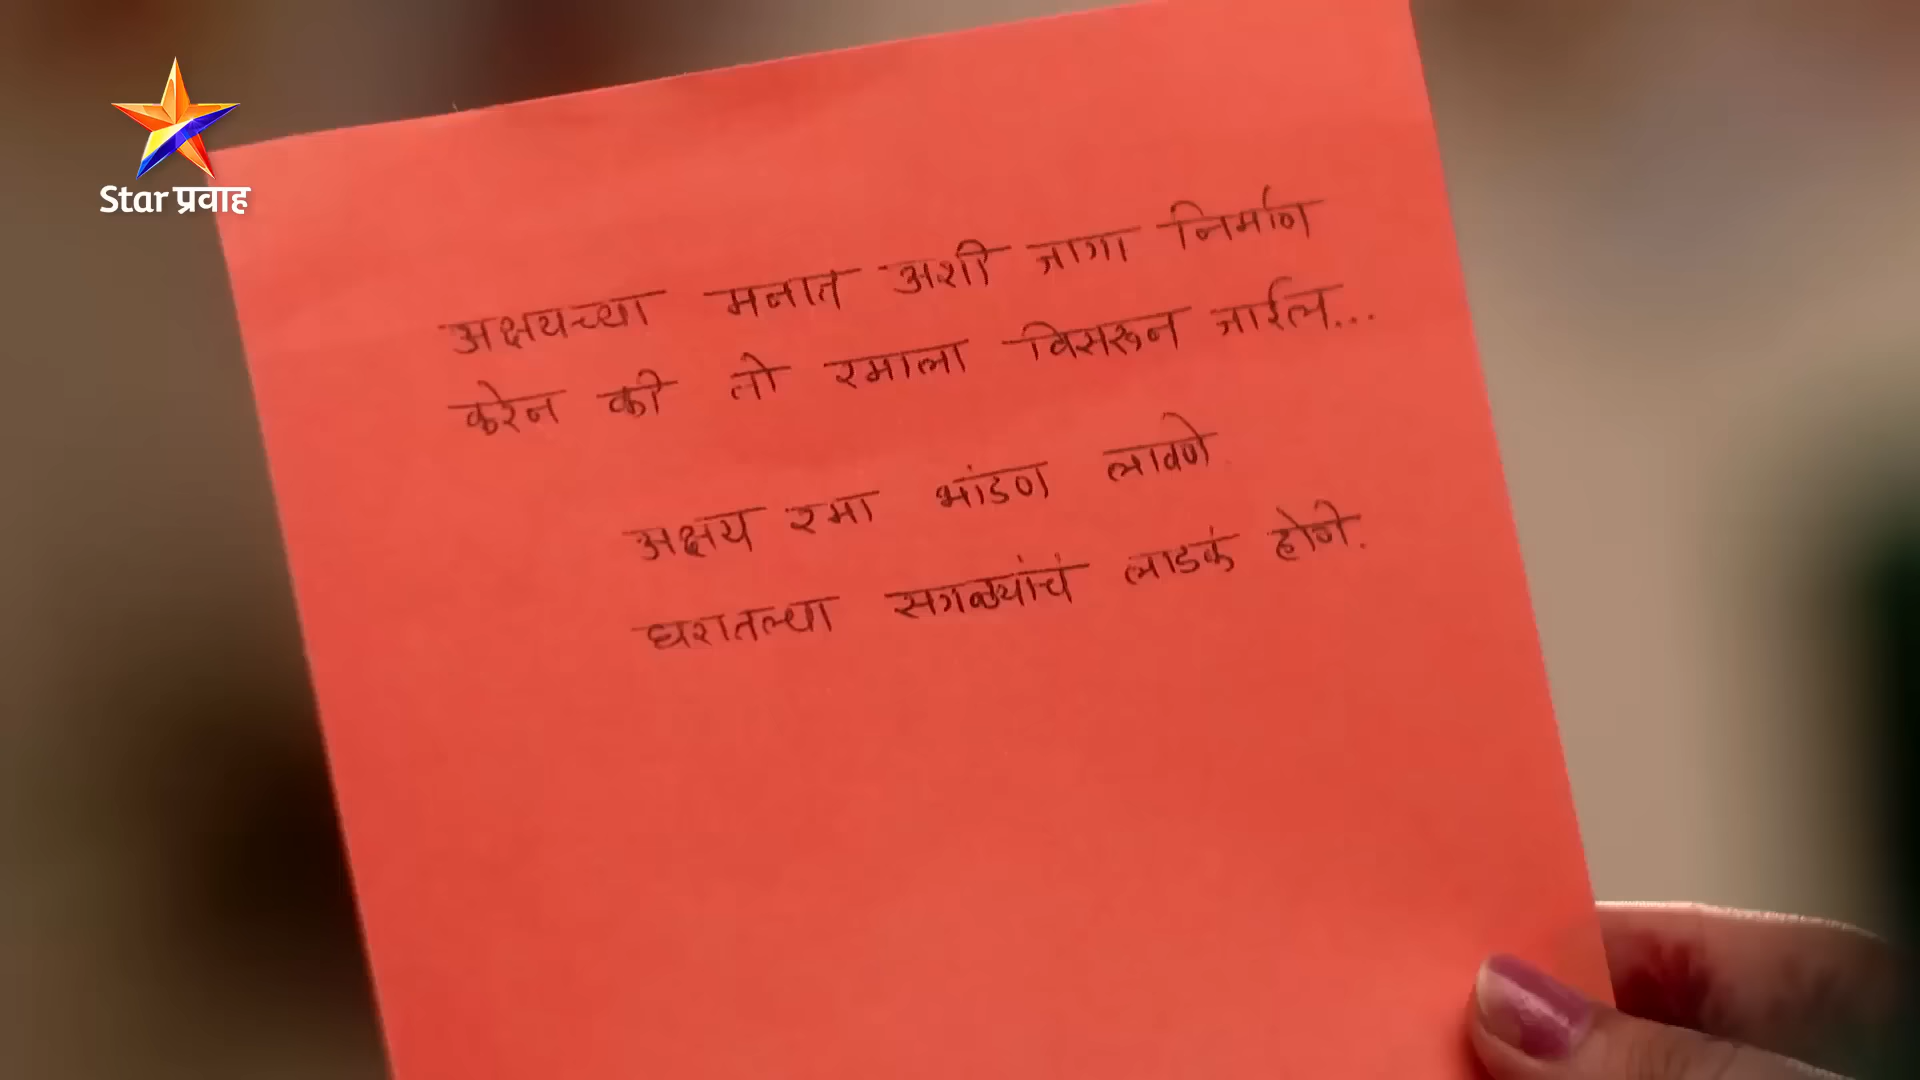 Star प्रवाह
अक्षयच्या मनात अशी जागा निर्माण
करेन की तो रमाला विसरून जाईल...
अक्षय रमा भांडण लावणे
घरातल्या सगळ्यांचं लाडकं होणे.